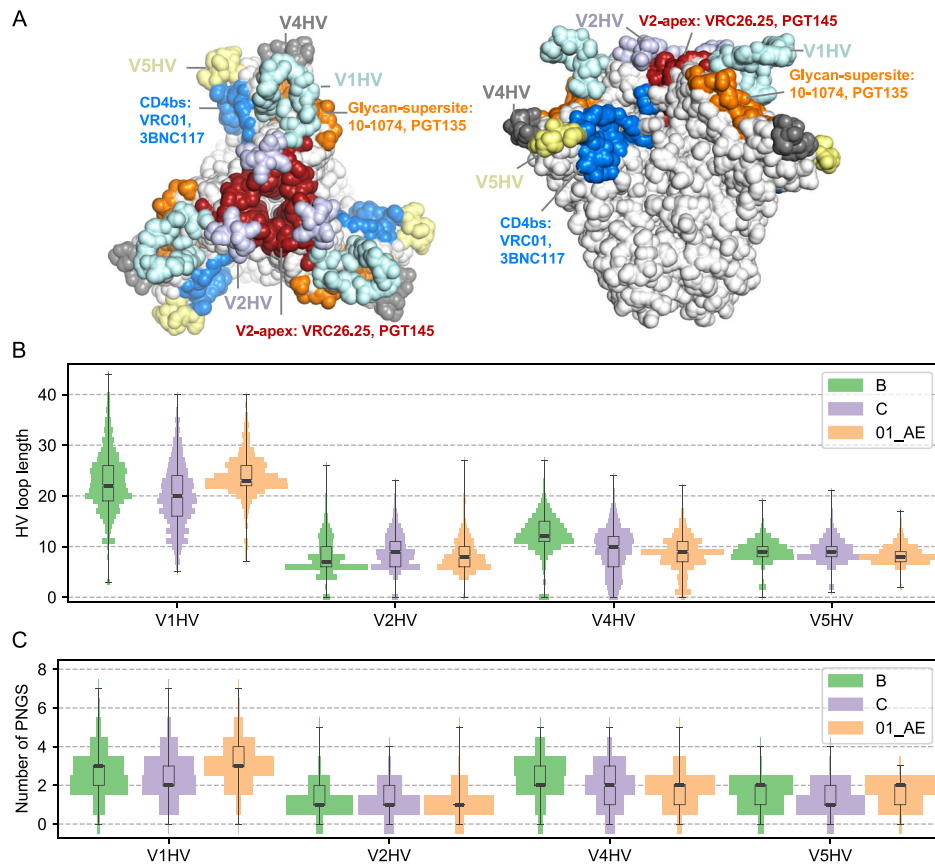 A
V4HV
V5HV
V1HV
CD4bs:
VRC01,
3BNC117
Glycan-supersite:
10-1074, PGT135
V2HV
V2-apex: VRC26.25, PGT145
V2HV
V2-apex: VRC26.25, PGT145
V1HV
Glycan-supersite:
10-1074, PGT135
V4HV
V5HV
CD4bs:
VRC01,
3BNC117
B
HV loop length
40
30
20
10
0
B
C
01_AE
V1HV V2HV V4HV V5HV
C
Number of PNGS
8
6
4
2
0
B
C
01_AE
V1HV V2HV V4HV V5HV